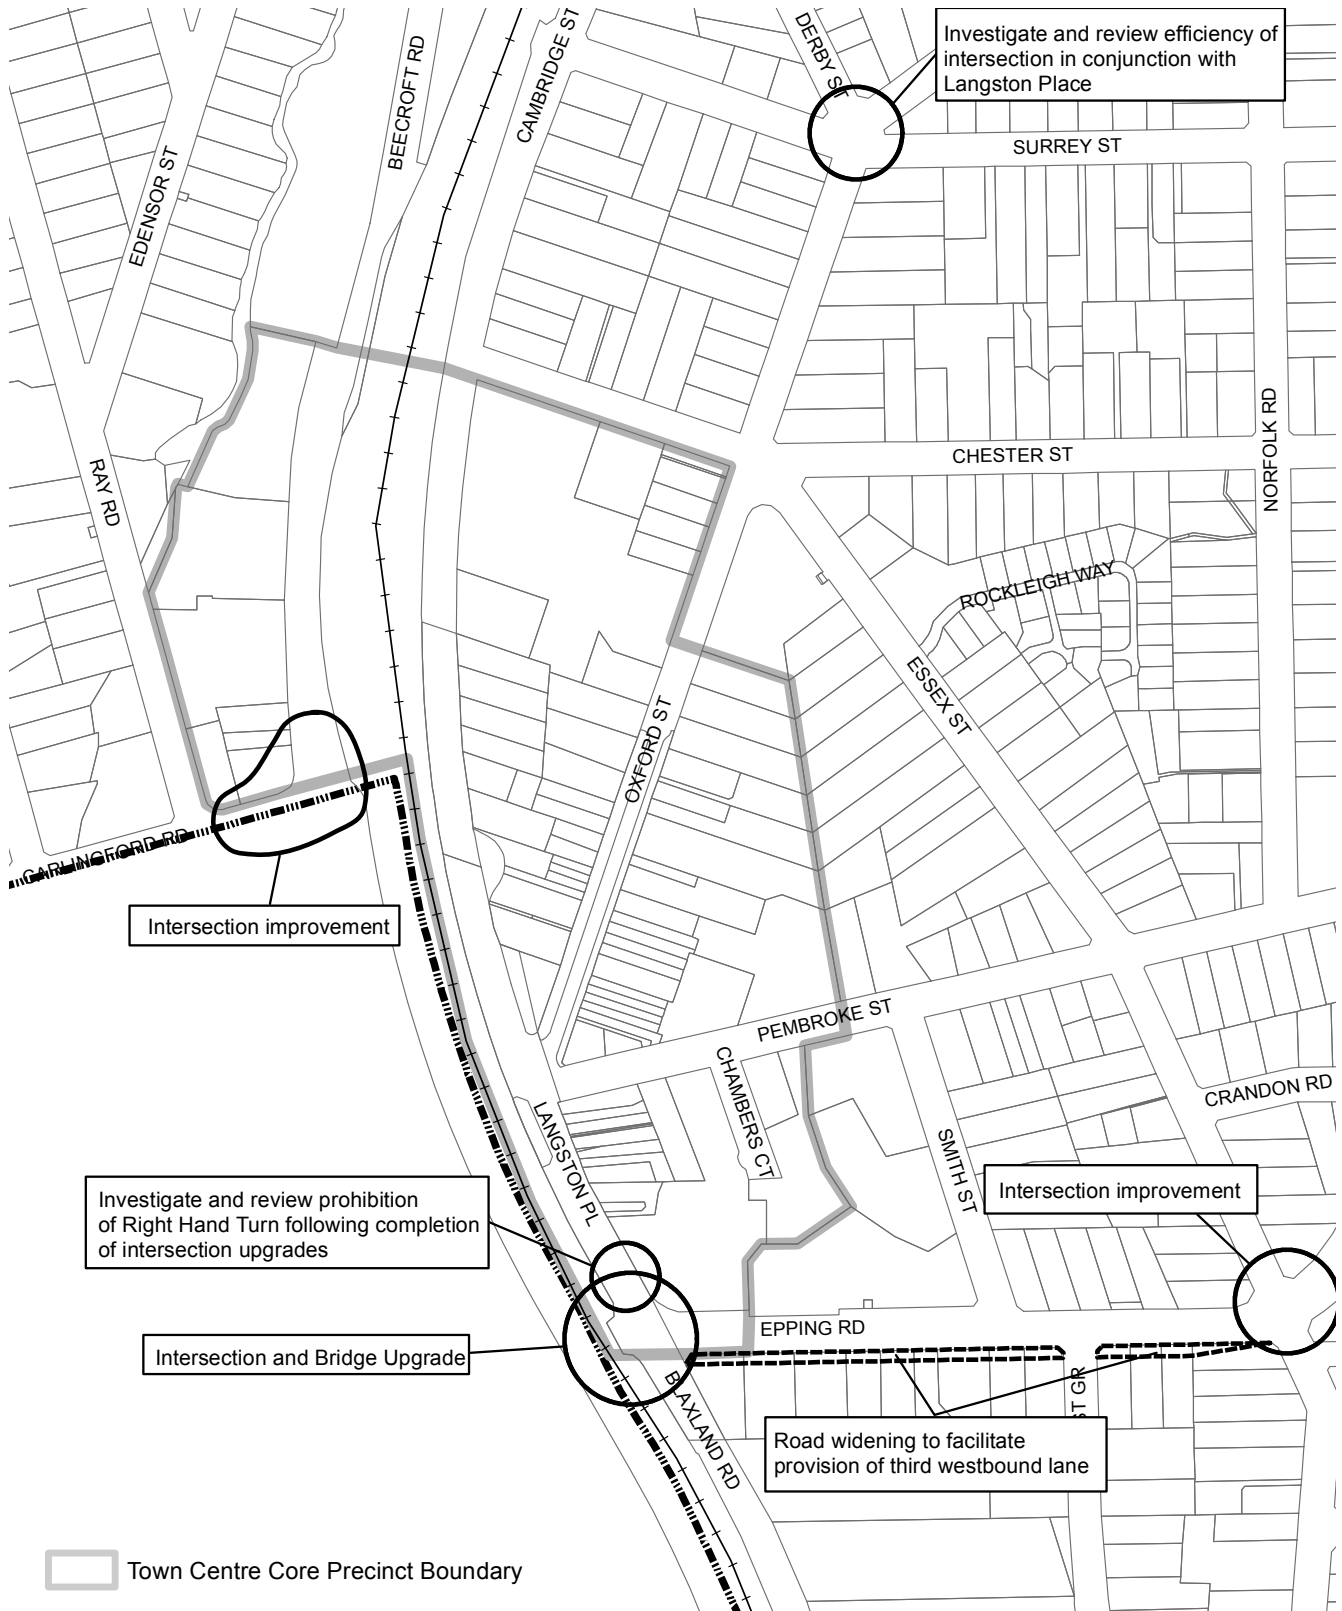 Investigate and review efficiency of
intersection in conjunction with
Langston Place
DERBY ST
CAMBRIDGE ST
BEECROFT RD
EDENSOR ST
SURREY ST
NORFOLK RD
CHESTER ST
RAY RD
ROCKLEIGH WAY
ESSEX ST
OXFORD ST
CARLINGFORD RD
Intersection improvement
PEMBROKE ST
CHAMBERS CT
CRANDON RD
LANGSTON PL
SMITH ST
Intersection improvement
Investigate and review prohibition
of Right Hand Turn following completion
of intersection upgrades
EPPING RD
Intersection and Bridge Upgrade
BLAXLAND RD
ST GR
Road widening to facilitate
provision of third westbound lane
Town Centre Core Precinct Boundary